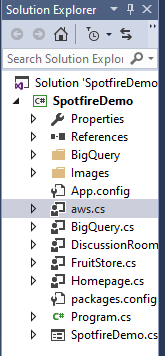 Solution Explorer
Search Solution Explorer
Solution 'SpotfireDemo'
C# SpotfireDemo
Properties
References
BigQuery
Images
App.config
aws.cs
BigQuery.cs
DiscussionRoom
FruitStore.cs
Homepage.cs
packages.config
C# Program.cs
SpotfireDemo.cs